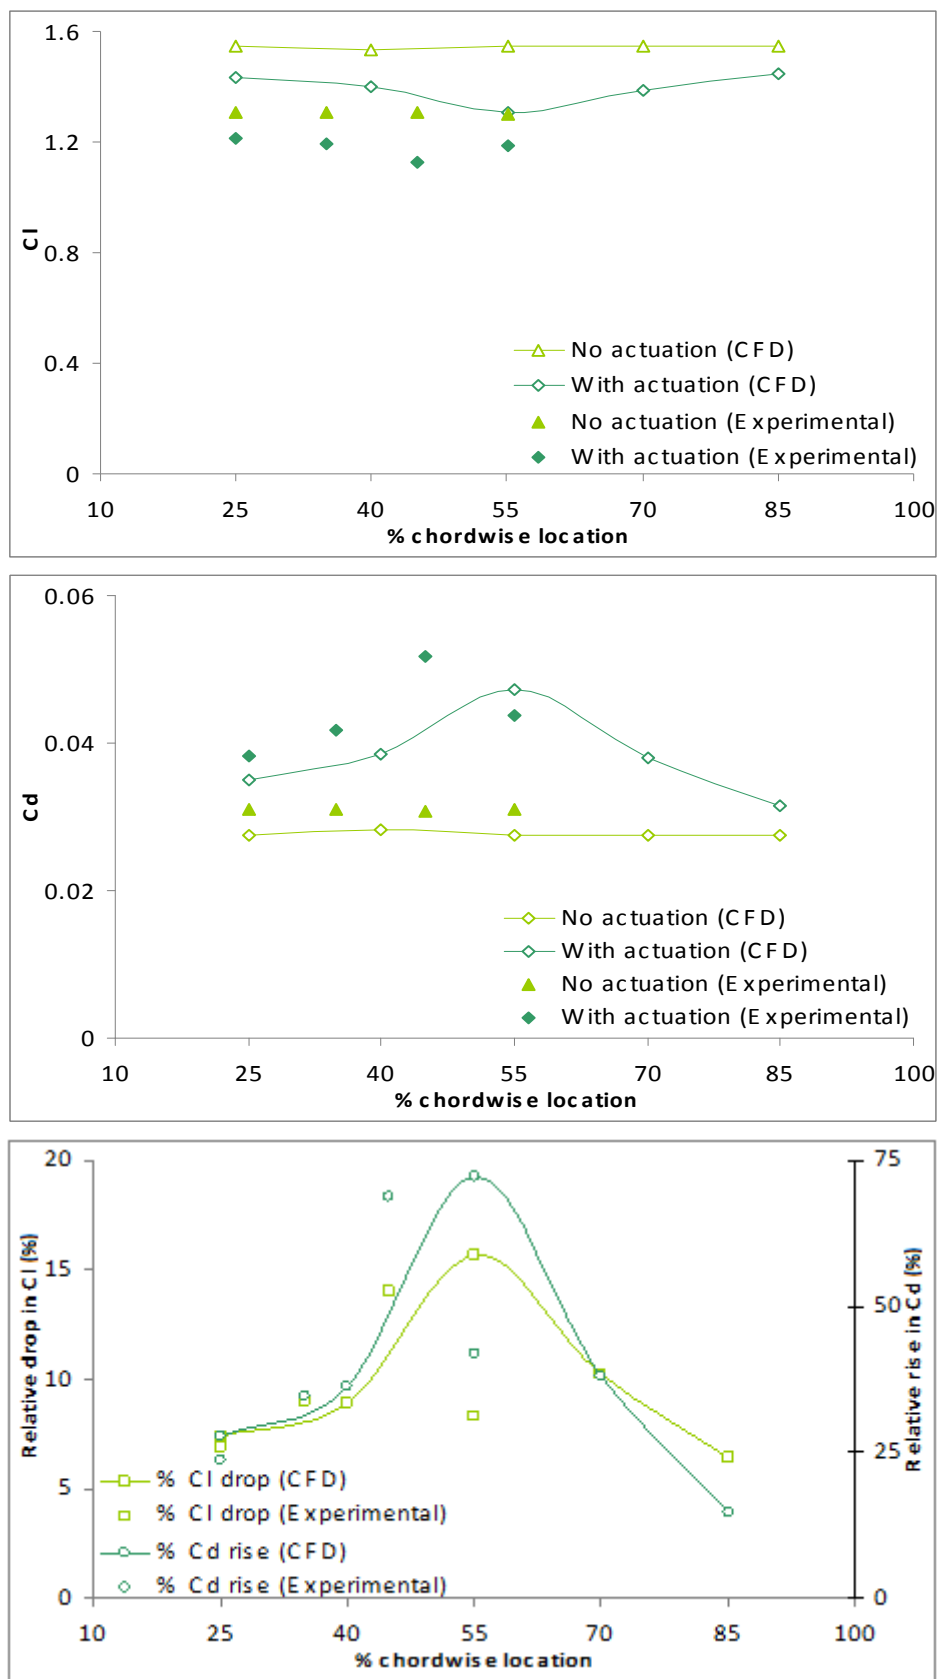 1.6
1.2
0.8
0.4
0
Cl
No actuation (CFD)
With actuation (CFD)
No actuation (Experimental)
With actuation (Experimental)
10 25 40 55 70 85 100
% chordwise location
0.06
0.04
0.02
0
Cd
No actuation (CFD)
With actuation (CFD)
No actuation (Experimental)
With actuation (Experimental)
10 25 40 55 70 85 100
% chordwise location
20
15
10
5
0
Relative drop in Cl (%)
75
50
25
0
Relative rise in Cd (%)
% Cl drop (CFD)
% Cl drop (Experimental)
% Cd rise (CFD)
% Cd rise (Experimental)
10 25 40 55 70 85 100
% chordwise location